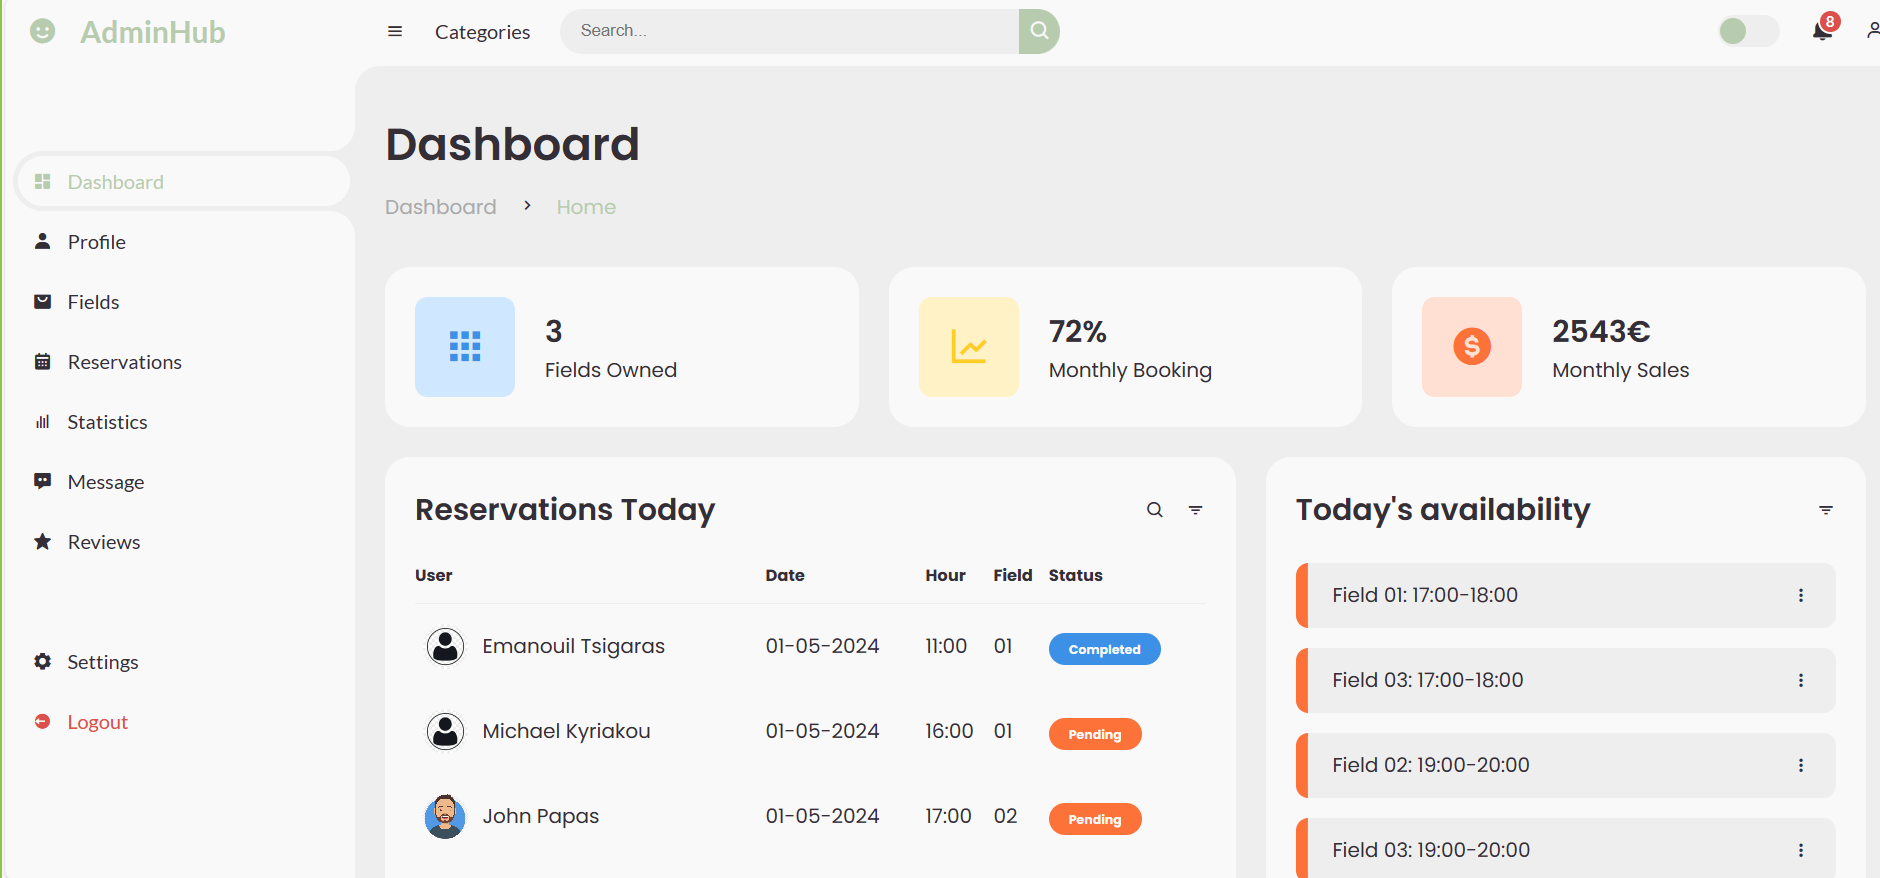 AdminHub
Categories
Search...
8
Dashboard
Profile
Fields
Reservations
Statistics
Message
Reviews
Settings
Logout
Dashboard
Dashboard > Home
3
Fields Owned
72%
Monthly Booking
2543€
Monthly Sales
Reservations Today
User Date Hour Field Status
Emanouil Tsigaras 01-05-2024 11:00 01 Completed
Michael Kyriakou 01-05-2024 16:00 01 Pending
John Papas 01-05-2024 17:00 02 Pending
Today's availability
Field 01: 17:00-18:00
Field 03: 17:00-18:00
Field 02: 19:00-20:00
Field 03: 19:00-20:00